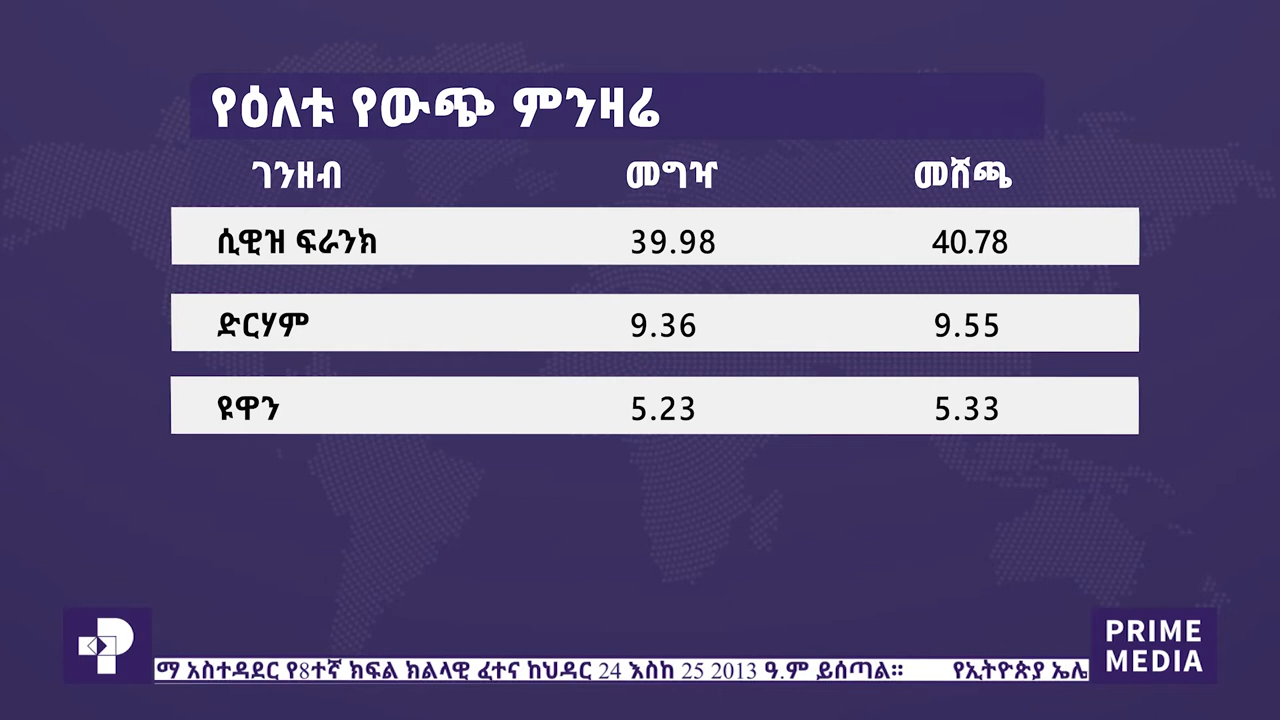 የዕለቱ የውጭ ምንዛሬ
ገንዘብ መግዣ መሸጫ
ሲዊዝ ፍራንክ 39.98 40.78
ድርሃም 9.36 9.55
ዩዋን 5.23 5.33
ማ አስተዳደር የ8ተኛ ክፍል ክልላዊ ፈተና ከህዳር 24 እስከ 25 2013 ዓ.ም ይሰጣል። የኢትዮጵያ ኤሌ
PRIME
MEDIA